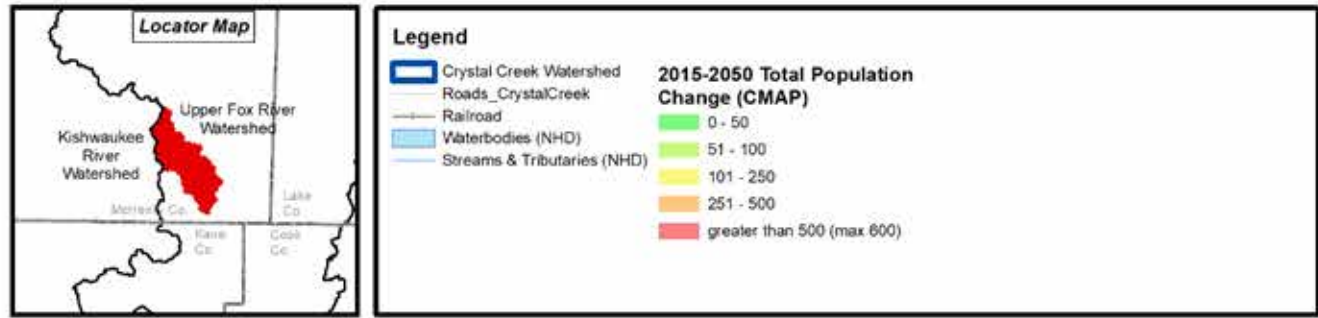 Locator Map
Upper Fox River
Watershed
Kishwaukee
River
Watershed
Lake
Co.
McHenry Co.
Kane
Co.
Cook
Co.
Legend
Crystal Creek Watershed
Roads_CrystalCreek
Railroad
Waterbodies (NHD)
Streams & Tributaries (NHD)
2015-2050 Total Population
Change (CMAP)
0 - 50
51 - 100
101 - 250
251 - 500
greater than 500 (max 600)